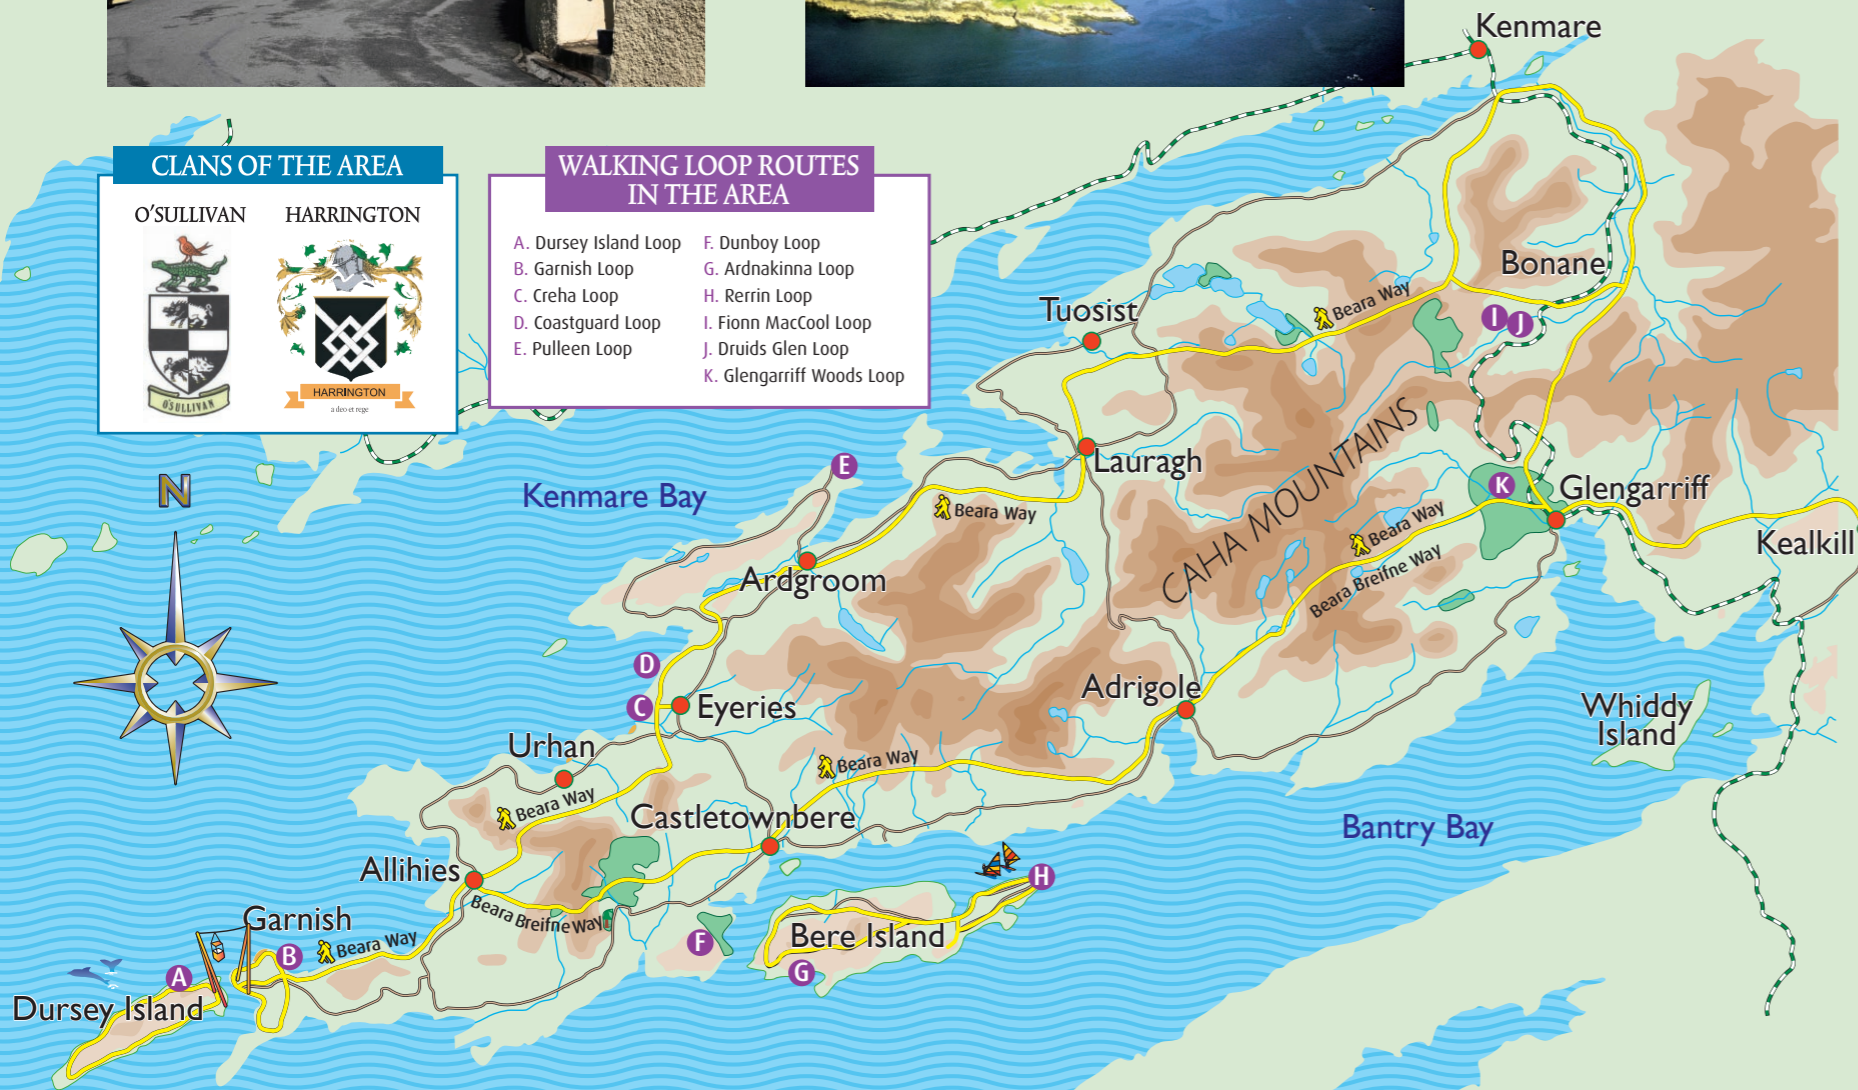 CLANS OF THE AREA
O'SULLIVAN
HARRINGTON
O'SULLIVAN
HARRINGTON
a deo et rege
WALKING LOOP ROUTES
IN THE AREA
A. Dursey Island Loop
B. Garnish Loop
C. Creha Loop
D. Coastguard Loop
E. Pulleen Loop
F. Dunboy Loop
G. Ardnakinna Loop
H. Rerrin Loop
I. Fionn MacCool Loop
J. Druids Glen Loop
K. Glengarriff Woods Loop
Kenmare
Bonane
Beara Way
I
J
Tuosist
CAHA MOUNTAINS
Lauragh
E
Kenmare Bay
N
Beara Way
K
Glengarriff
Beara Way
Beara Breifne Way
Kealkill
Ardgroom
D
C
Eyeries
Adrigole
Whiddy
Island
Urhan
Beara Way
Beara Way
Castletownbere
Bantry Bay
Allihies
H
Beara Breifne Way
Garnish
B
Beara Way
F
Bere Island
G
A
Dursey Island